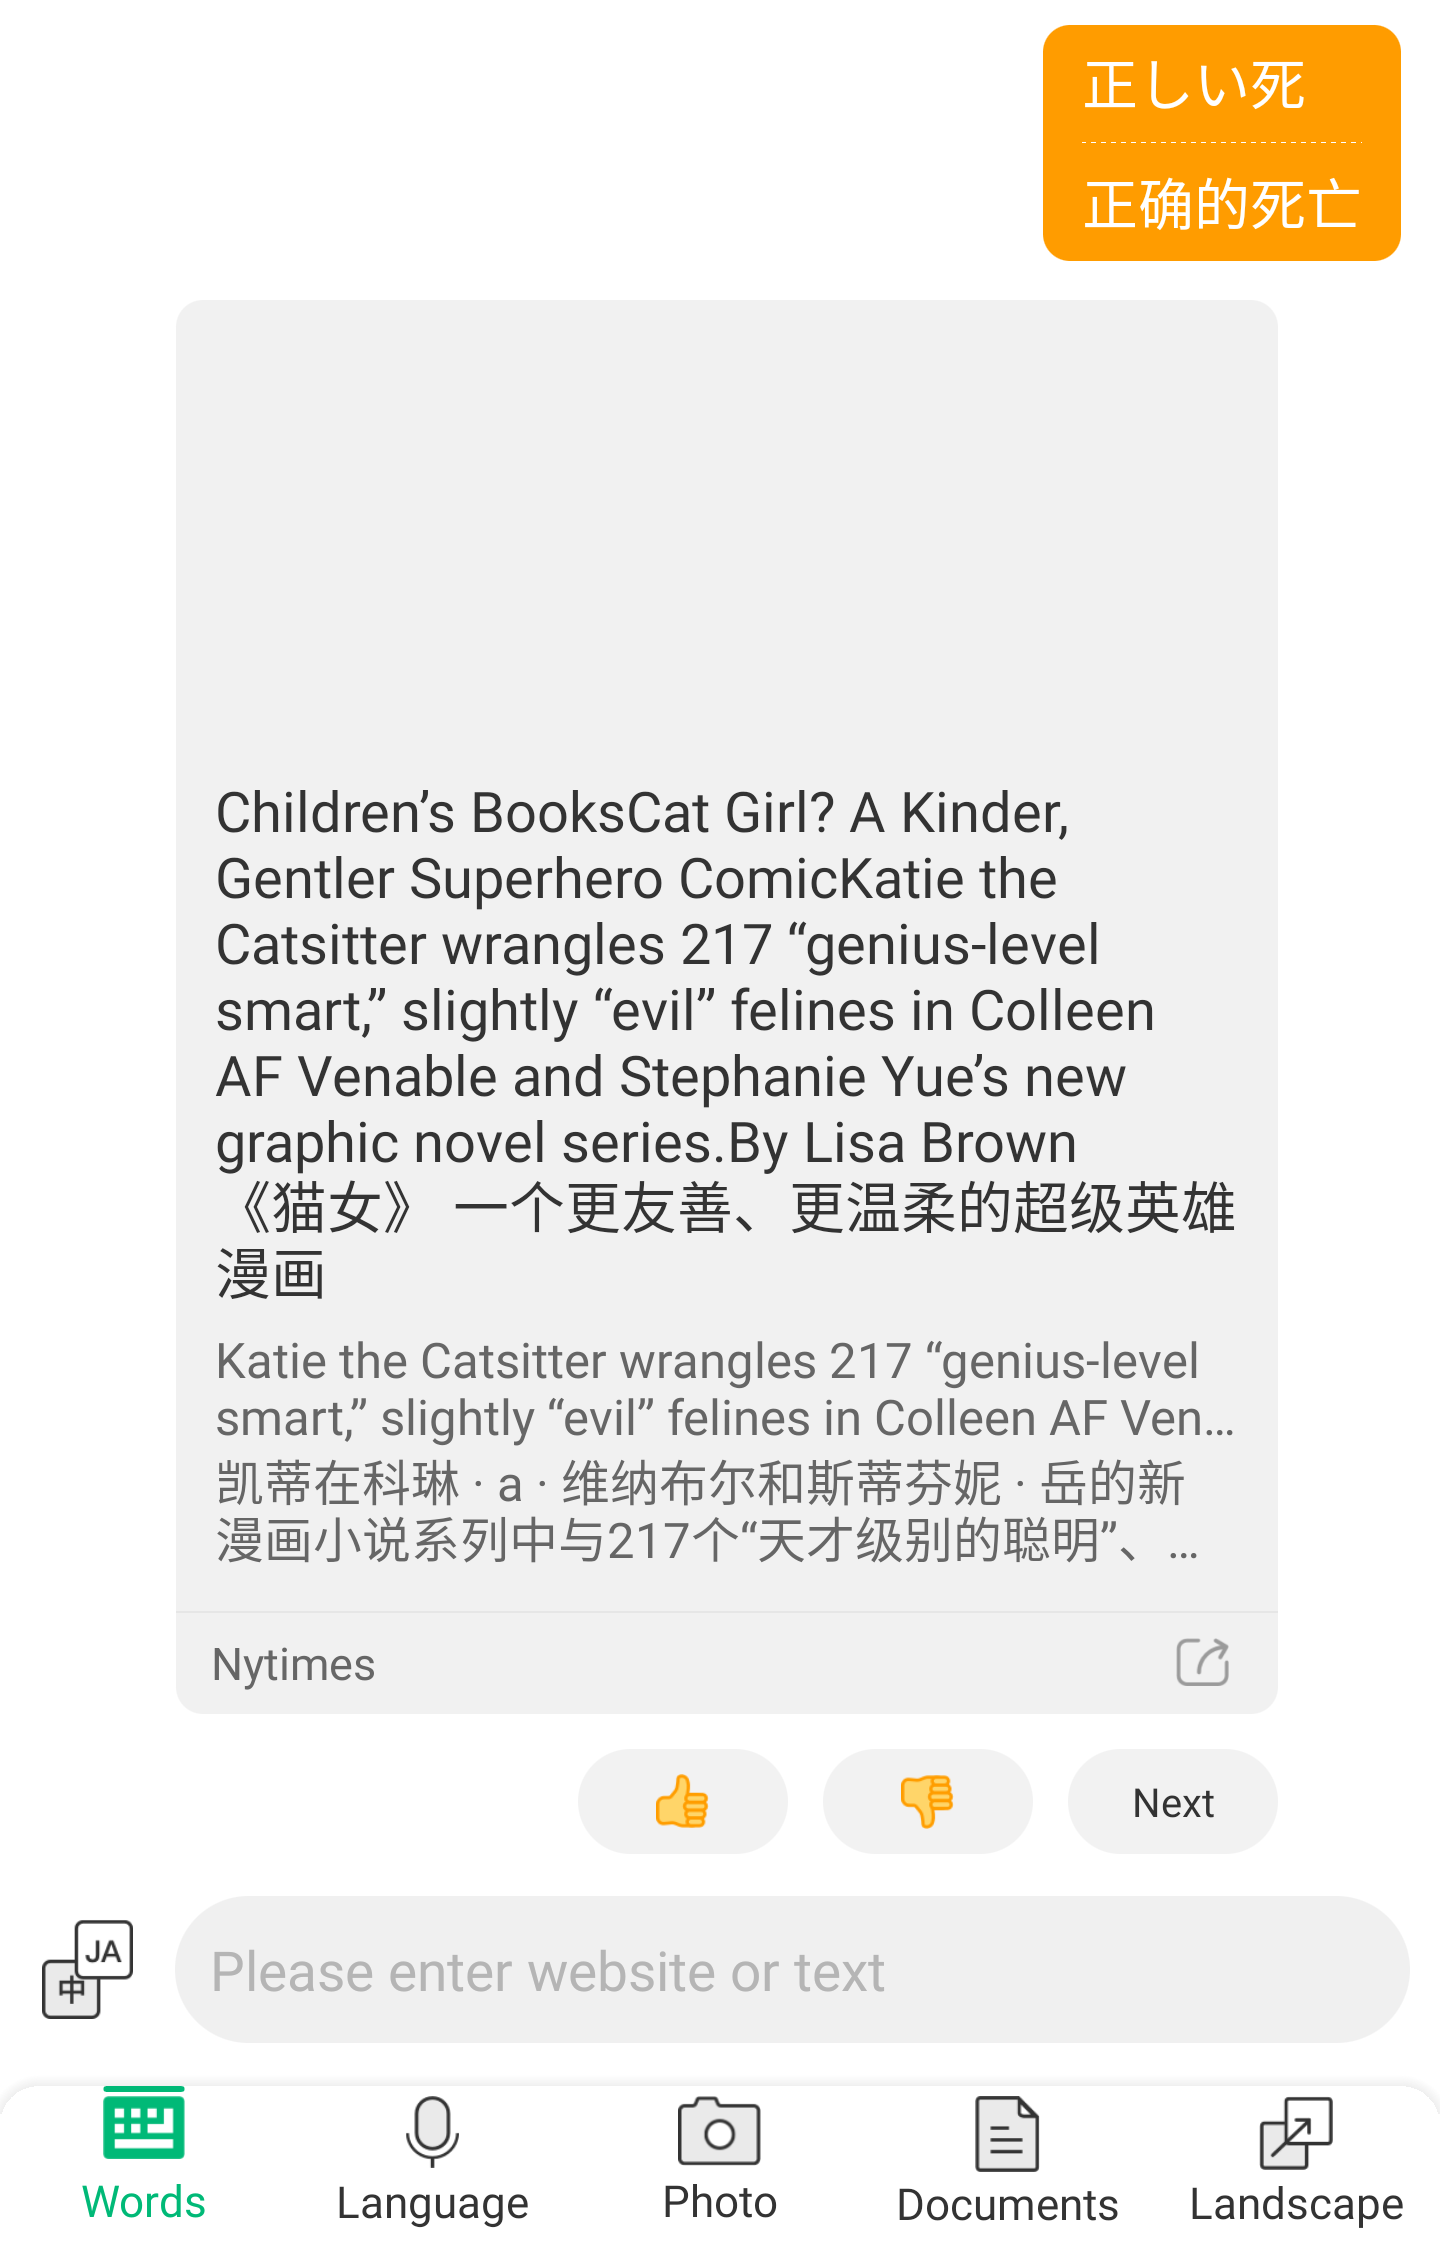 正しい死
正确的死亡
Children’s BooksCat Girl? A Kinder,
Gentler Superhero ComicKatie the
Catsitter wrangles 217 “genius-level
smart,” slightly “evil” felines in Colleen
AF Venable and Stephanie Yue’s new
graphic novel series.By Lisa Brown
《猫女》 一个更友善、更温柔的超级英雄
漫画
Katie the Catsitter wrangles 217 “genius-level
smart,” slightly “evil” felines in Colleen AF Ven…
凯蒂在科琳 · a · 维纳布尔和斯蒂芬妮 · 岳的新
漫画小说系列中与217个“天才级别的聪明”、…
Nytimes
Next
JA
中
Please enter website or text
Words
Language
Photo
Documents
Landscape